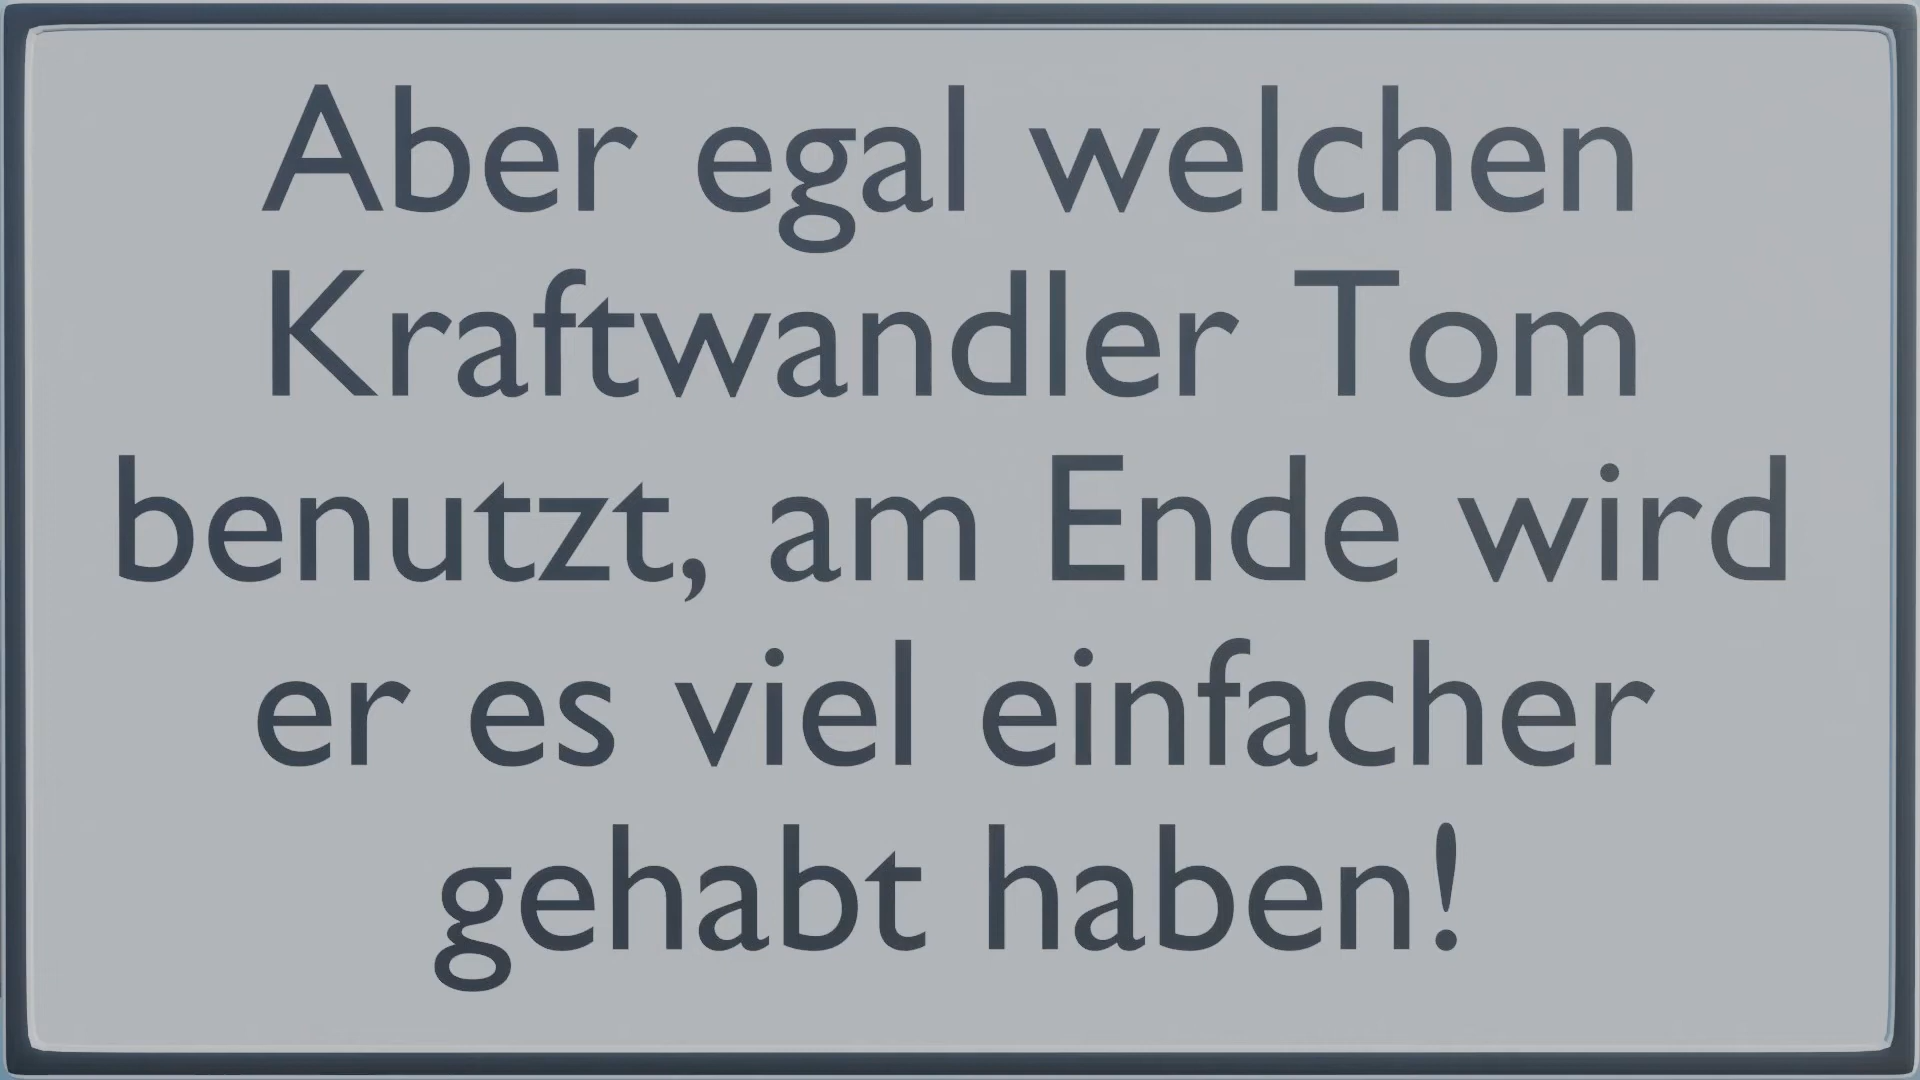 Aber egal welchen
Kraftwandler Tom
benutzt, am Ende wird
er es viel einfacher
gehabt haben!